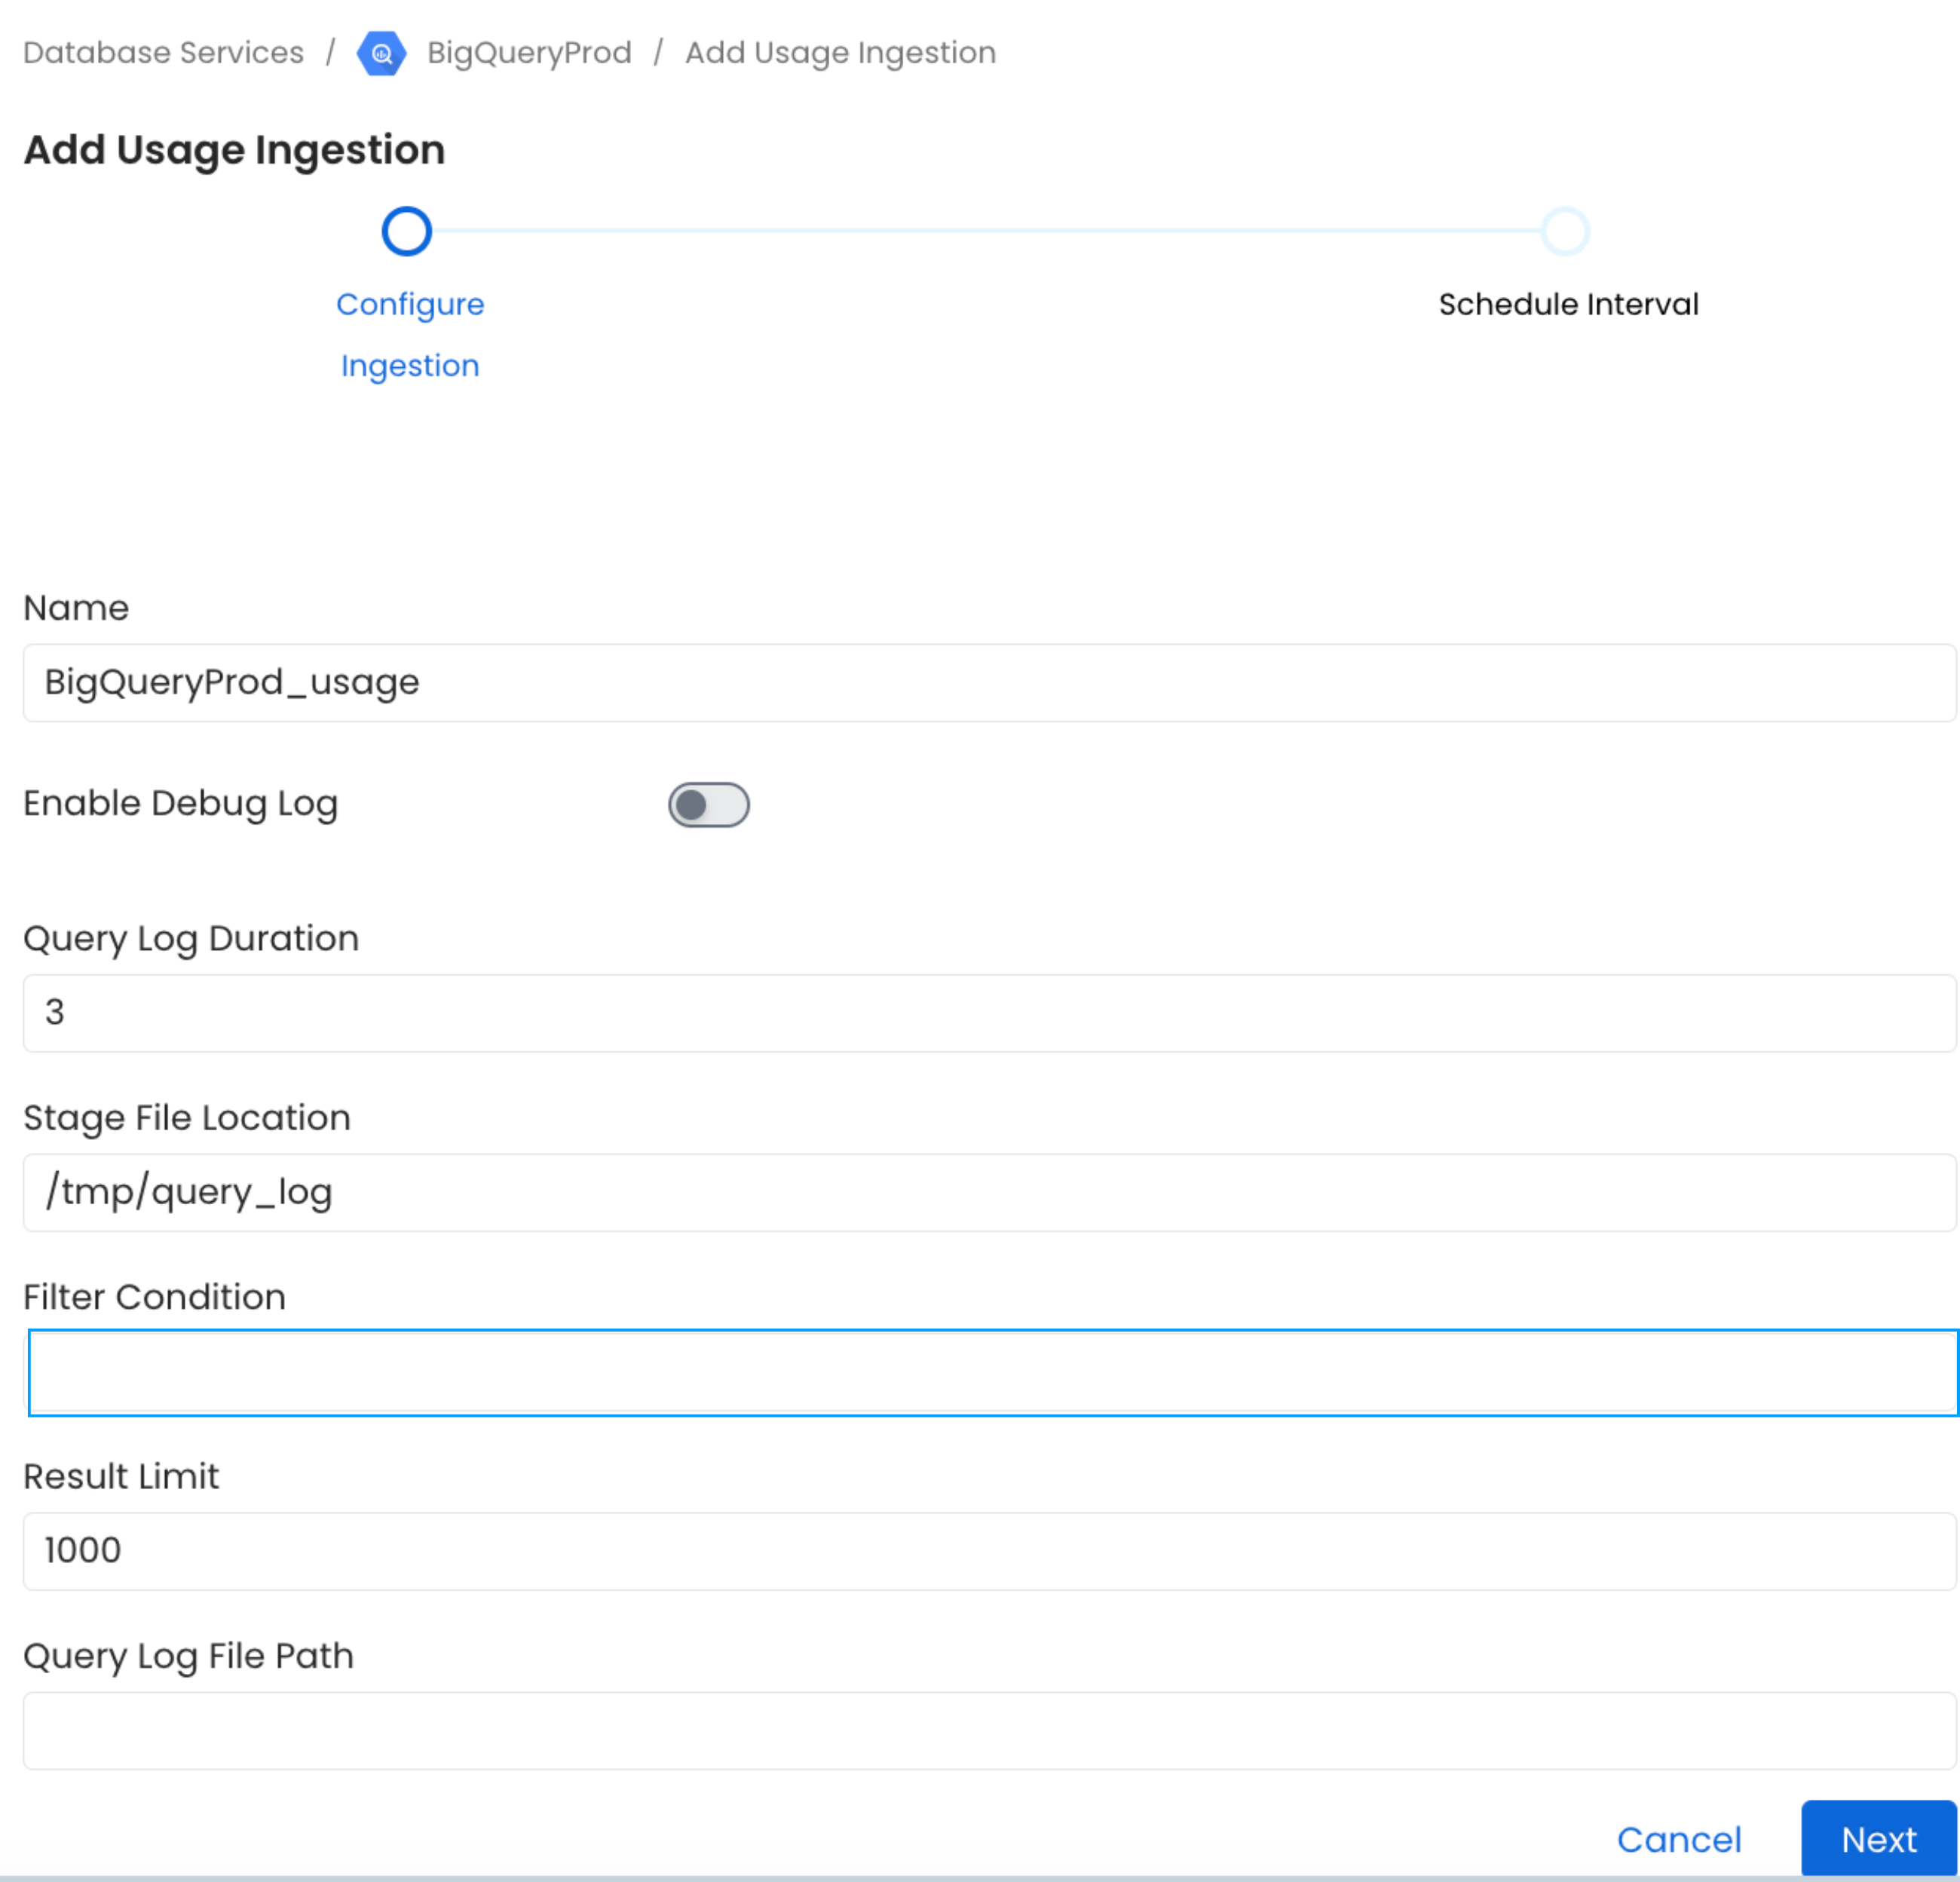 Database Services / BigQueryProd / Add Usage Ingestion
Add Usage Ingestion
Configure
Ingestion
Schedule Interval
Name
BigQueryProd_usage
Enable Debug Log
Query Log Duration
3
Stage File Location
/tmp/query_log
Filter Condition
Result Limit
1000
Query Log File Path
Cancel
Next